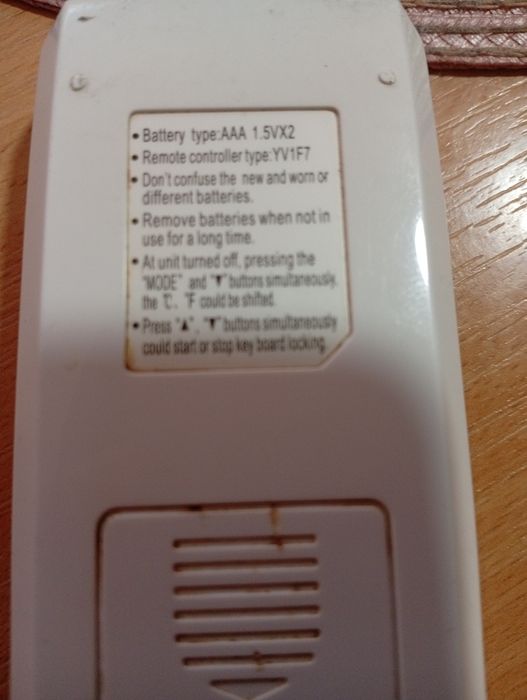 • Battery type:AAA 1.5VX2
• Remote controller type:YV1F7
• Don't confuse the new and worn or
different batteries.
• Remove batteries when not in
use for a long time.
• At unit turned off, pressing the
"MODE" and "▼" buttons simultaneously,
the ℃, ℉ could be shifted.
• Press "▲", "▼" buttons simultaneously
could start or stop key board locking.